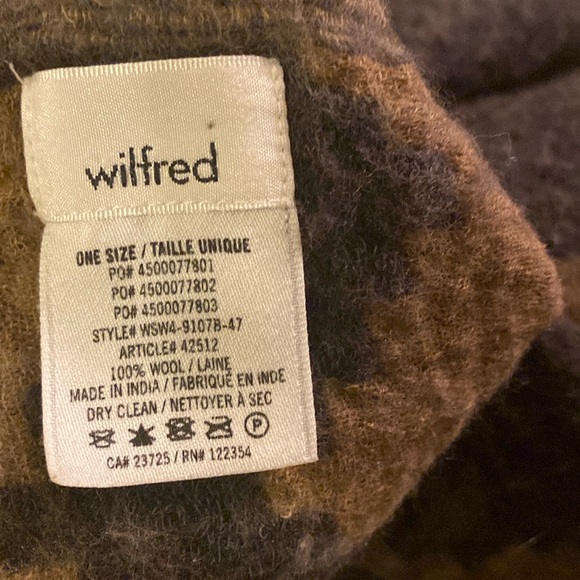 wilfred
ONE SIZE / TAILLE UNIQUE
PO# 4500077801
PO# 4500077802
PO# 4500077803
STYLE# WSW4-9107B-47
ARTICLE# 42512
100% WOOL / LAINE
MADE IN INDIA / FABRIQUÉ EN INDE
DRY CLEAN / NETTOYER À SEC
P
CA# 23725 / RN# 122354